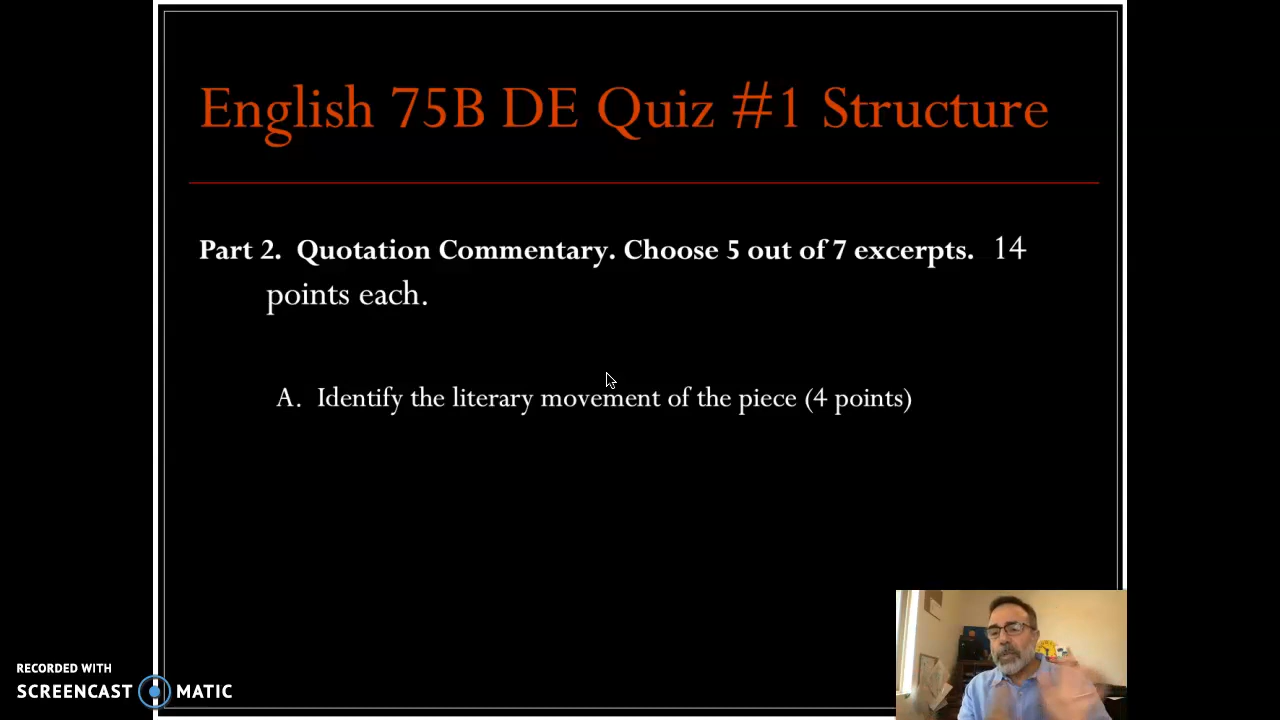 English 75B DE Quiz #1 Structure
Part 2.  Quotation Commentary. Choose 5 out of 7 excerpts.  14
points each.
A.  Identify the literary movement of the piece (4 points)
RECORDED WITH
SCREENCAST MATIC